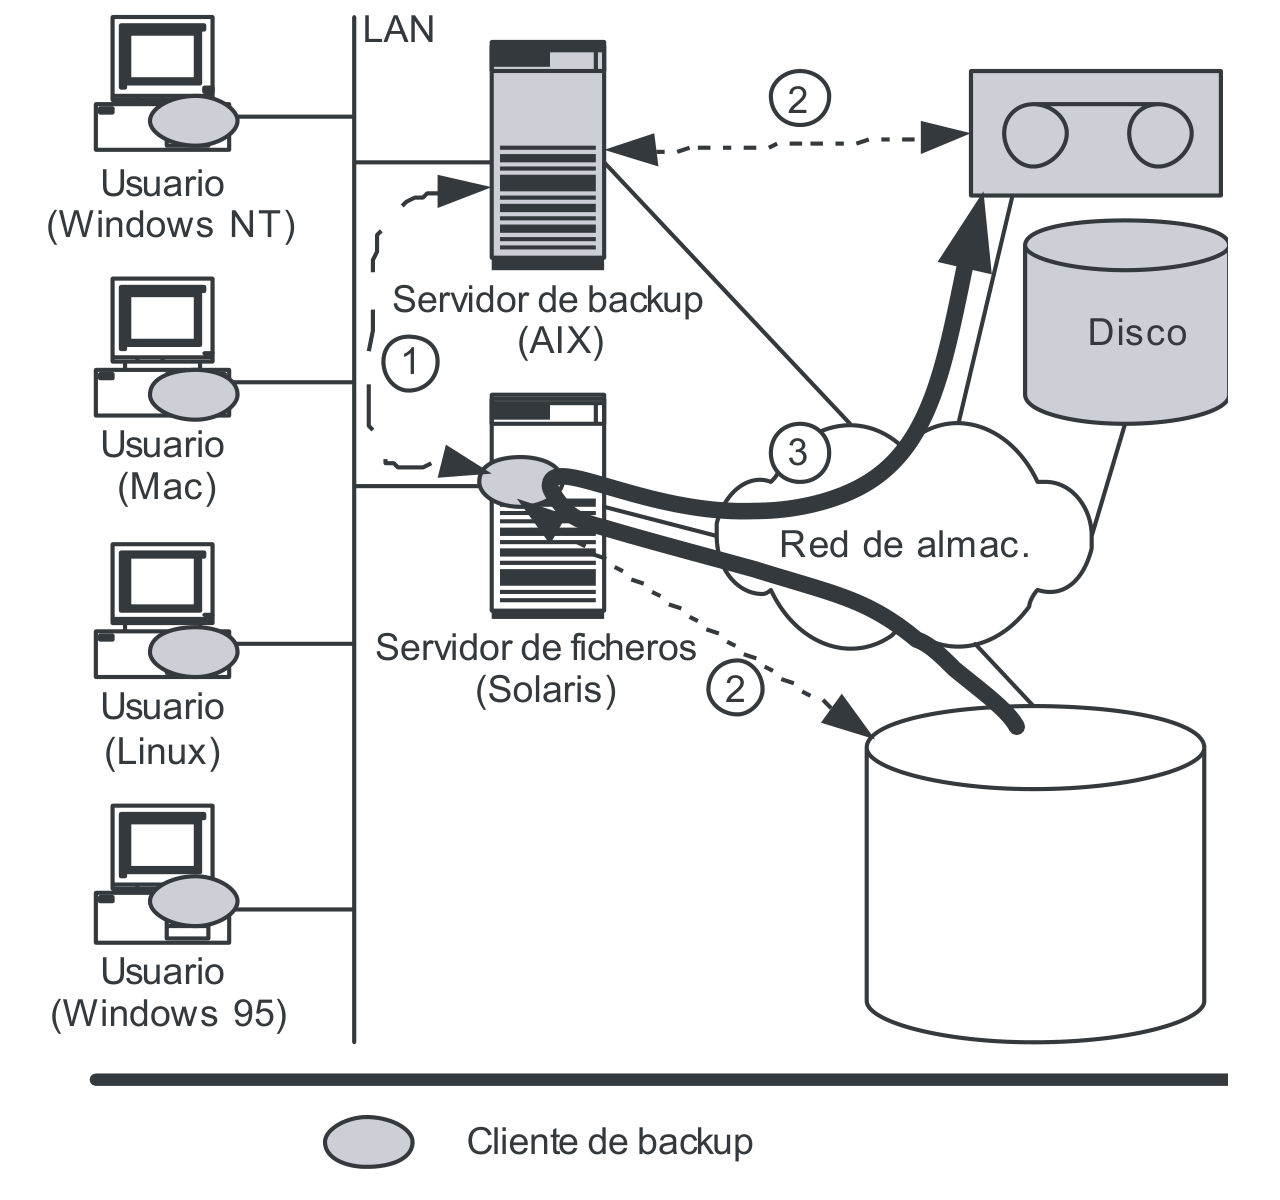 LAN
2
Usuario
(Windows NT)
Servidor de backup
(AIX)
Disco
1
Usuario
(Mac)
3
Red de almac.
Servidor de ficheros
(Solaris)
2
Usuario
(Linux)
Usuario
(Windows 95)
Cliente de backup